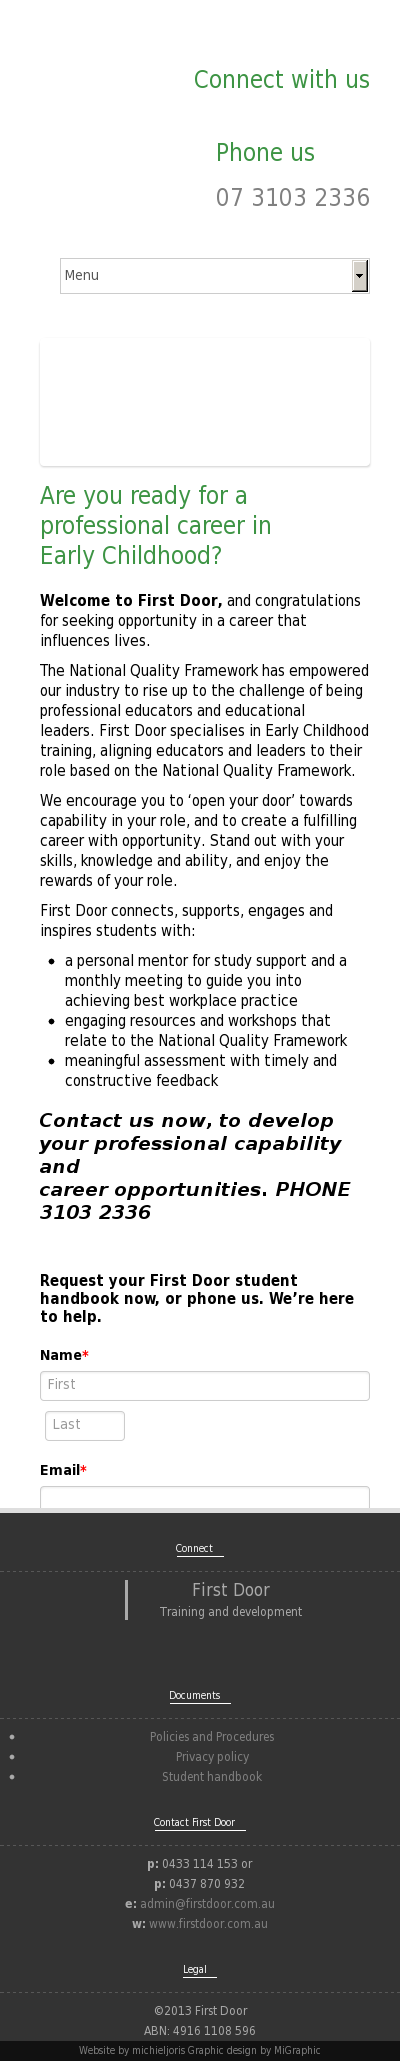 Connect with us
Phone us
07 3103 2336
Menu
Are you ready for a
professional career in
Early Childhood?
Welcome to First Door, and congratulations
for seeking opportunity in a career that
influences lives.
The National Quality Framework has empowered
our industry to rise up to the challenge of being
professional educators and educational
leaders. First Door specialises in Early Childhood
training, aligning educators and leaders to their
role based on the National Quality Framework.
We encourage you to ‘open your door’ towards
capability in your role, and to create a fulfilling
career with opportunity. Stand out with your
skills, knowledge and ability, and enjoy the
rewards of your role.
First Door connects, supports, engages and
inspires students with:
• a personal mentor for study support and a
monthly meeting to guide you into
achieving best workplace practice
• engaging resources and workshops that
relate to the National Quality Framework
• meaningful assessment with timely and
constructive feedback
Contact us now, to develop
your professional capability
and
career opportunities. PHONE
3103 2336
Request your First Door student
handbook now, or phone us. We’re here
to help.
Name*
First
Last
Email*
Connect
First Door
Training and development
Documents
• Policies and Procedures
• Privacy policy
• Student handbook
Contact First Door
p: 0433 114 153 or
p: 0437 870 932
e: admin@firstdoor.com.au
w: www.firstdoor.com.au
Legal
©2013 First Door
ABN: 4916 1108 596
Website by michieljoris Graphic design by MiGraphic